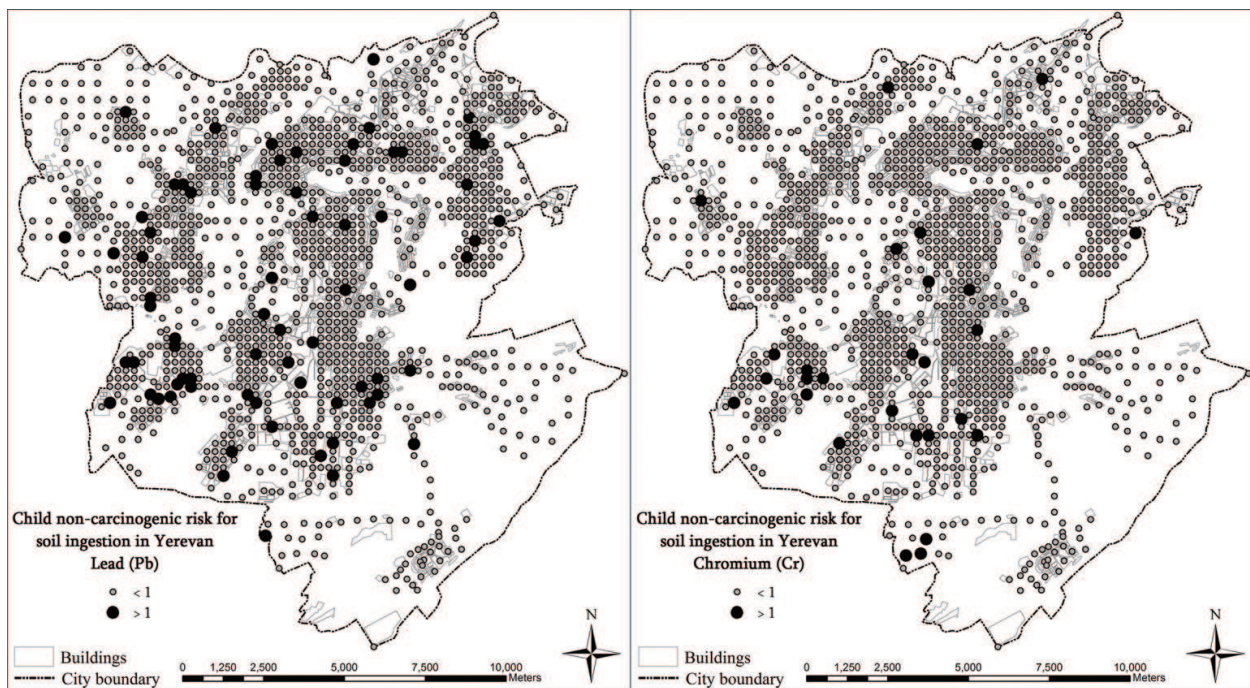 Child non-carcinogenic risk for
soil ingestion in Yerevan
Lead (Pb)
< 1
> 1
Buildings
City boundary
N
0 1,250 2,500 5,000 7,500 10,000
Meters
Child non-carcinogenic risk for
soil ingestion in Yerevan
Chromium (Cr)
< 1
> 1
Buildings
City boundary
N
0 1,250 2,500 5,000 7,500 10,000
Meters